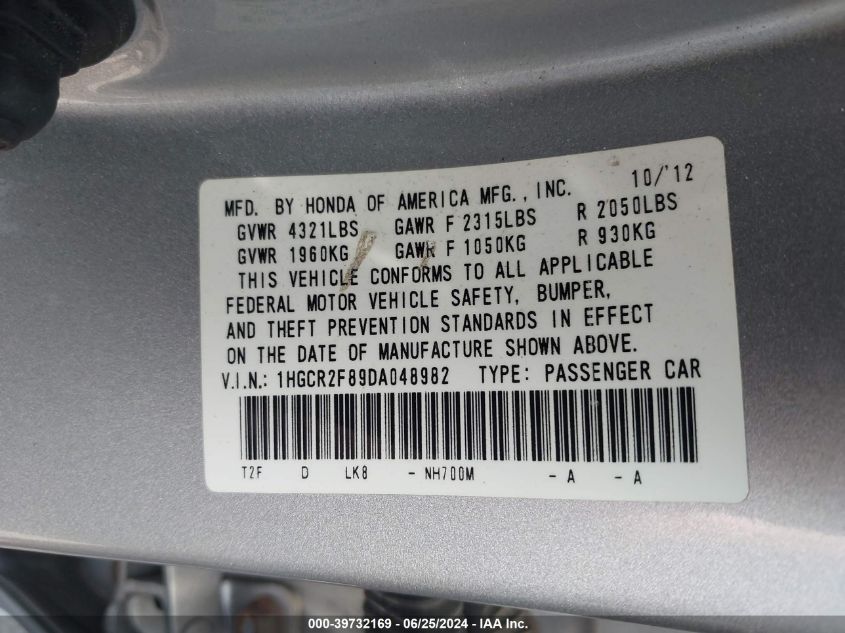 MFD. BY HONDA OF AMERICA MFG., INC. 10/'12
GVWR 4321LBS GAWR F 2315LBS R 2050LBS
GVWR 1960KG GAWR F 1050KG R 930KG
THIS VEHICLE CONFORMS TO ALL APPLICABLE
FEDERAL MOTOR VEHICLE SAFETY, BUMPER,
AND THEFT PREVENTION STANDARDS IN EFFECT
ON THE DATE OF MANUFACTURE SHOWN ABOVE.
V.I.N.: 1HGCR2F89DA048982 TYPE: PASSENGER CAR
T2F D LK8 - NH700M - A - A
000-39732169 - 06/25/2024 - IAAI.com